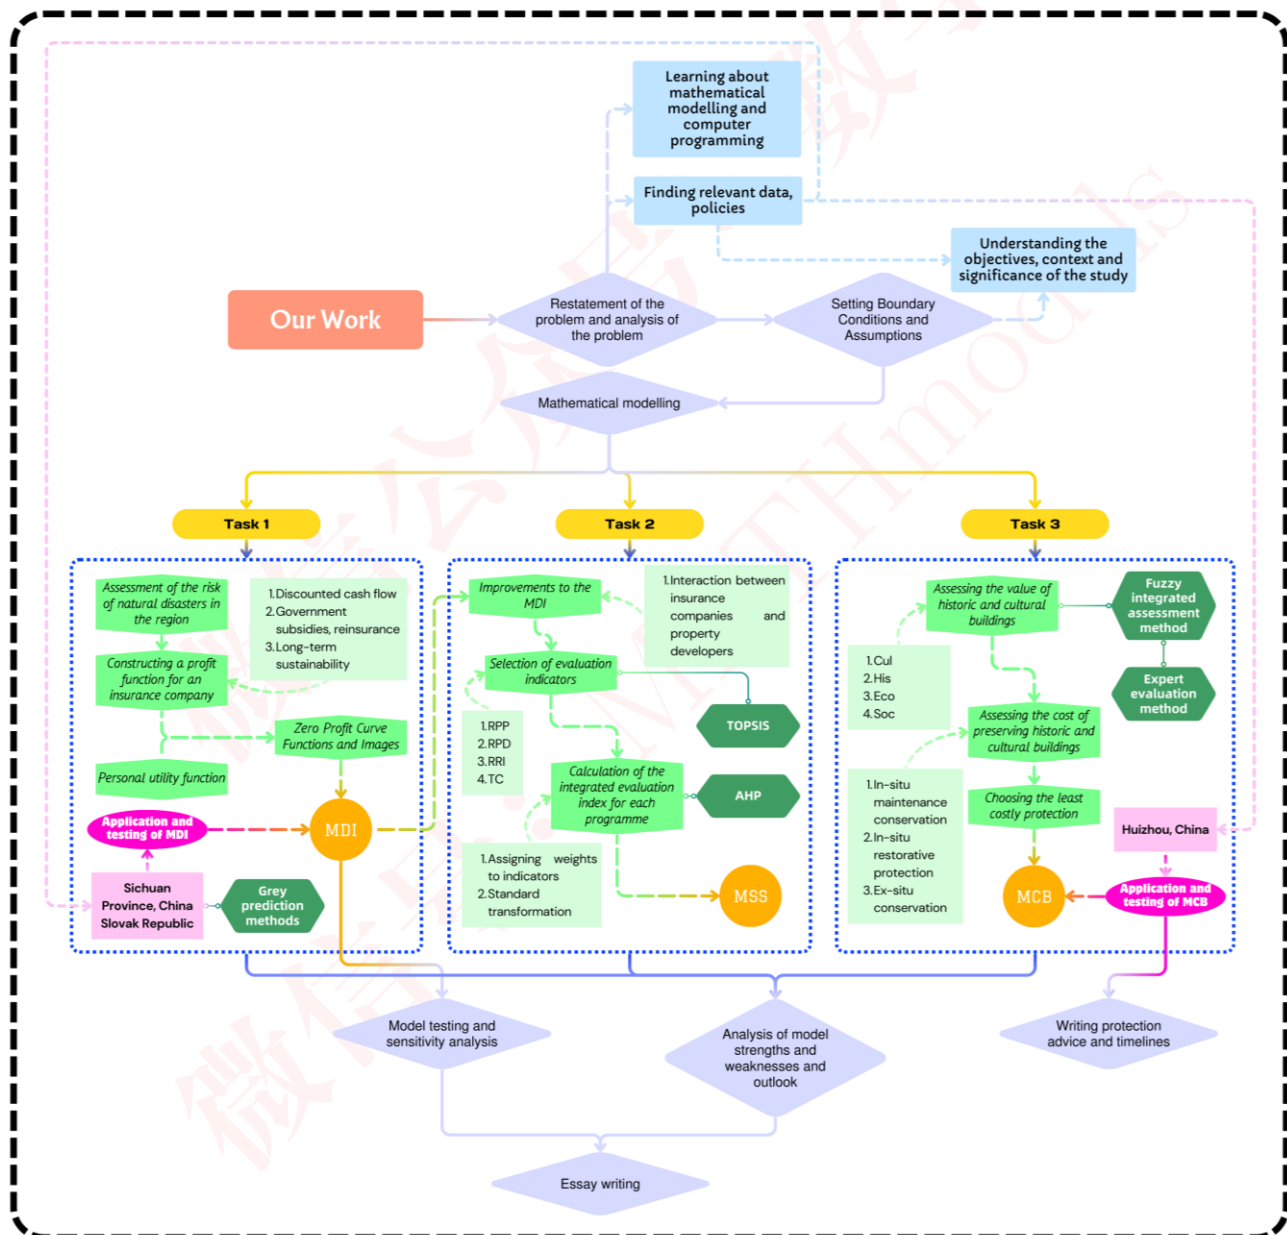 Learning about
mathematical
modelling and
computer
programming
Finding relevant data,
policies
Understanding the
objectives, context and
significance of the study
Our Work
Restatement of the
problem and analysis of
the problem
Setting Boundary
Conditions and
Assumptions
Mathematical modelling
Task 1
Task 2
Task 3
Assessment of the risk
of natural disasters in
the region
1.Discounted cash flow
2.Government
subsidies, reinsurance
3.Long-term
sustainability
Constructing a profit
function for an
insurance company
Zero Profit Curve
Functions and Images
Personal utility function
Application and
testing of MDI
MDI
Sichuan
Province, China
Slovak Republic
Grey
prediction
methods
Improvements to the
MDI
1.Interaction between
insurance
companies and
property
developers
Selection of evaluation
indicators
1.RPP
2.RPD
3.RRI
4.TC
TOPSIS
Calculation of the
integrated evaluation
index for each
programme
AHP
1.Assigning weights
to indicators
2.Standard
transformation
MSS
Assessing the value of
historic and cultural
buildings
Fuzzy
integrated
assessment
method
Expert
evaluation
method
1.Cul
2.His
3.Eco
4.Soc
Assessing the cost of
preserving historic and
cultural buildings
1.In-situ
maintenance
conservation
2.In-situ
restorative
protection
3.Ex-situ
conservation
Choosing the least
costly protection
Huizhou, China
MCB
Application and
testing of MCB
Model testing and
sensitivity analysis
Analysis of model
strengths and
weaknesses and
outlook
Writing protection
advice and timelines
Essay writing